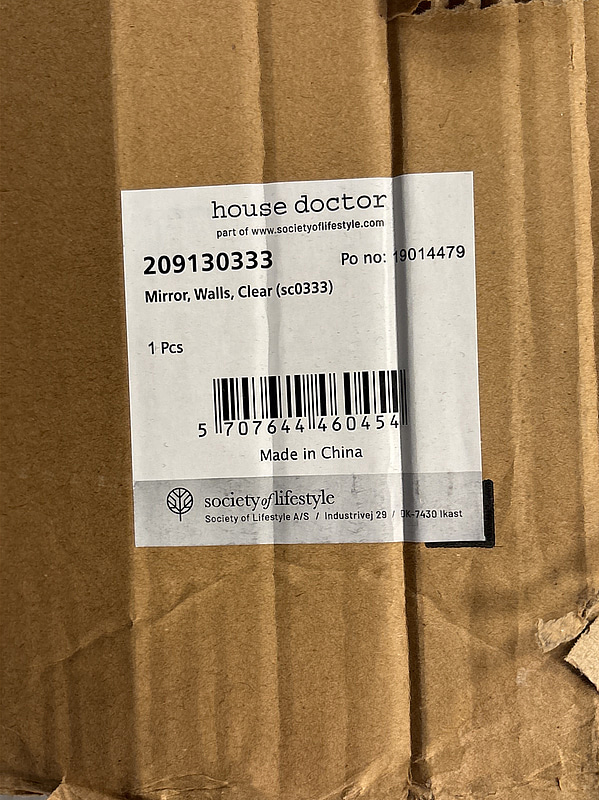 house doctor
part of www.societyoflifestyle.com
209130333 Po no: 19014479
Mirror, Walls, Clear (sc0333)
1 Pcs
5 707644 460454
Made in China
society of lifestyle
Society of Lifestyle A/S / Industrivej 29 / DK-7430 Ikast